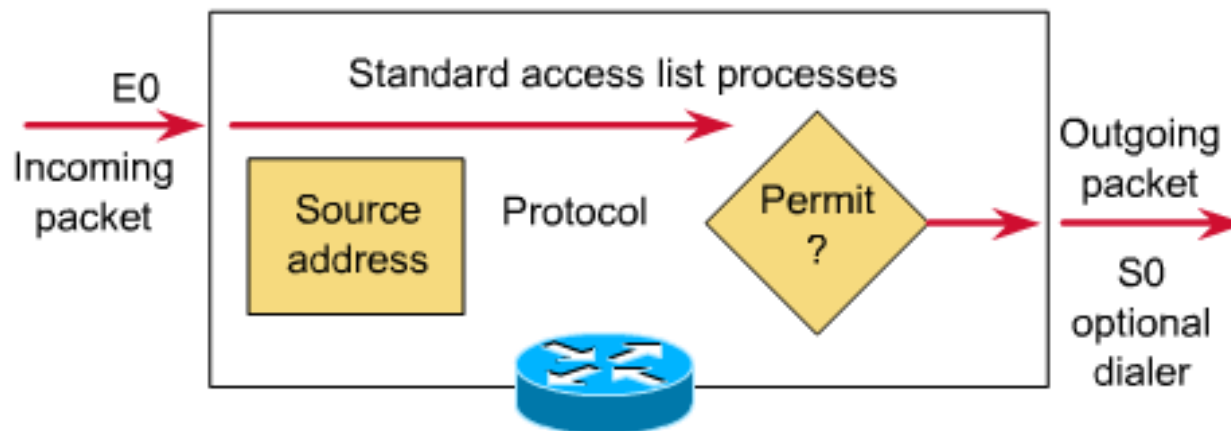 Standard access list processes
E0
Incoming
packet
Source
address
Protocol
Permit
?
Outgoing
packet
S0
optional
dialer